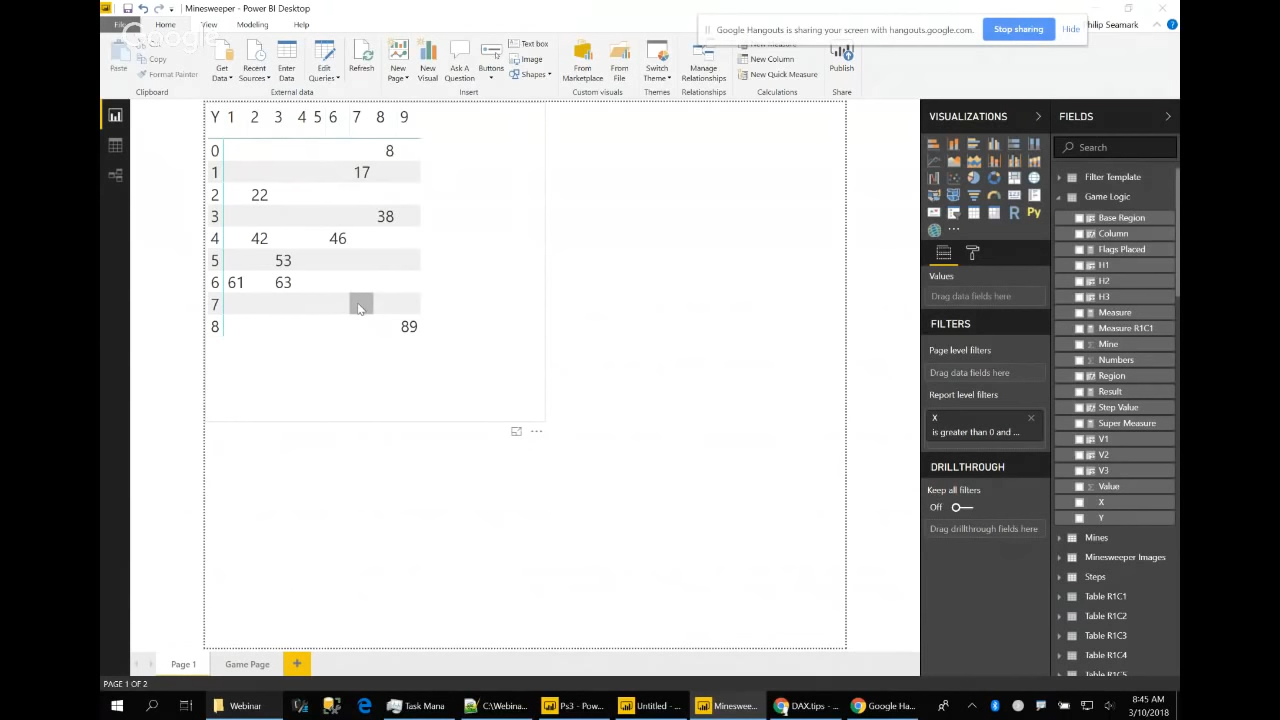 Minesweeper - Power BI Desktop
Google Hangouts is sharing your screen with hangouts.google.com. Stop sharing Hide
Philip Seamark
Google
File Home View Modeling Help
Paste Copy Format Painter
Get Data Recent Sources Enter Data Edit Queries Refresh New Page New Visual Ask A Question Buttons Text box Image Shapes From Marketplace From File Switch Theme Manage Relationships New Measure New Column New Quick Measure Publish
Clipboard External data Insert Custom visuals Themes Relationships Calculations Share
Y 1 2 3 4 5 6 7 8 9
0 8
1 17
2 22
3 38
4 42 46
5 53
6 61 63
7
8 89
VISUALIZATIONS
R Py
Values
Drag data fields here
FILTERS
Page level filters
Drag data fields here
Report level filters
X
is greater than 0 and ...
DRILLTHROUGH
Keep all filters
Off
Drag drillthrough fields here
FIELDS
Search
Filter Template
Game Logic
Base Region
Column
Flags Placed
H1
H2
H3
Measure
Measure R1C1
Mine
Numbers
Region
Result
Step Value
Super Measure
V1
V2
V3
Value
X
Y
Mines
Minesweeper Images
Steps
Table R1C1
Table R1C2
Table R1C3
Table R1C4
Table R1C5
Page 1 Game Page
PAGE 1 OF 2
Webinar Task Mana C:\Webina... Ps3 - Pow... Untitled - ... Mineswee... DAX.tips - ... Google Ha...
8:45 AM
3/10/2018